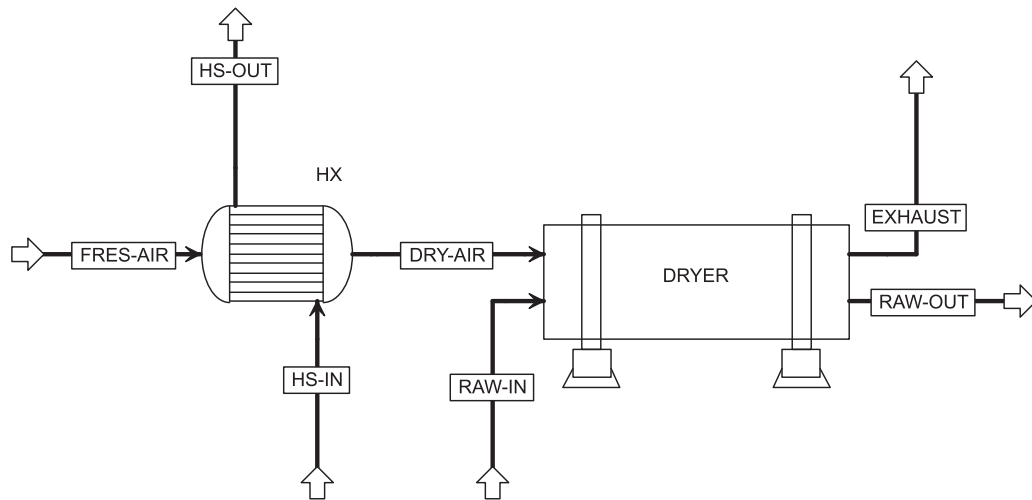 HS-OUT
HX
EXHAUST
FRES-AIR
DRY-AIR
DRYER
RAW-OUT
HS-IN
RAW-IN